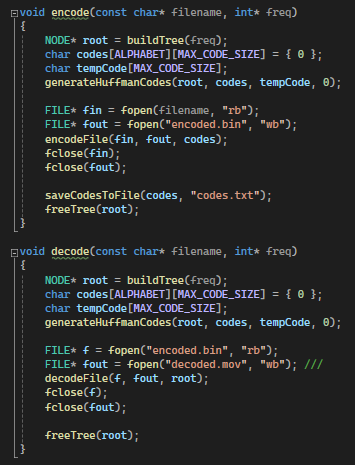 void encode(const char* filename, int* freq)
{
    NODE* root = buildTree(freq);
    char codes[ALPHABET][MAX_CODE_SIZE] = { 0 };
    char tempCode[MAX_CODE_SIZE];
    generateHuffmanCodes(root, codes, tempCode, 0);

    FILE* fin = fopen(filename, "rb");
    FILE* fout = fopen("encoded.bin", "wb");
    encodeFile(fin, fout, codes);
    fclose(fin);
    fclose(fout);

    saveCodesToFile(codes, "codes.txt");
    freeTree(root);
}

void decode(const char* filename, int* freq)
{
    NODE* root = buildTree(freq);
    char codes[ALPHABET][MAX_CODE_SIZE] = { 0 };
    char tempCode[MAX_CODE_SIZE];
    generateHuffmanCodes(root, codes, tempCode, 0);

    FILE* f = fopen("encoded.bin", "rb");
    FILE* fout = fopen("decoded.mov", "wb"); ///
    decodeFile(f, fout, root);
    fclose(f);
    fclose(fout);

    freeTree(root);
}